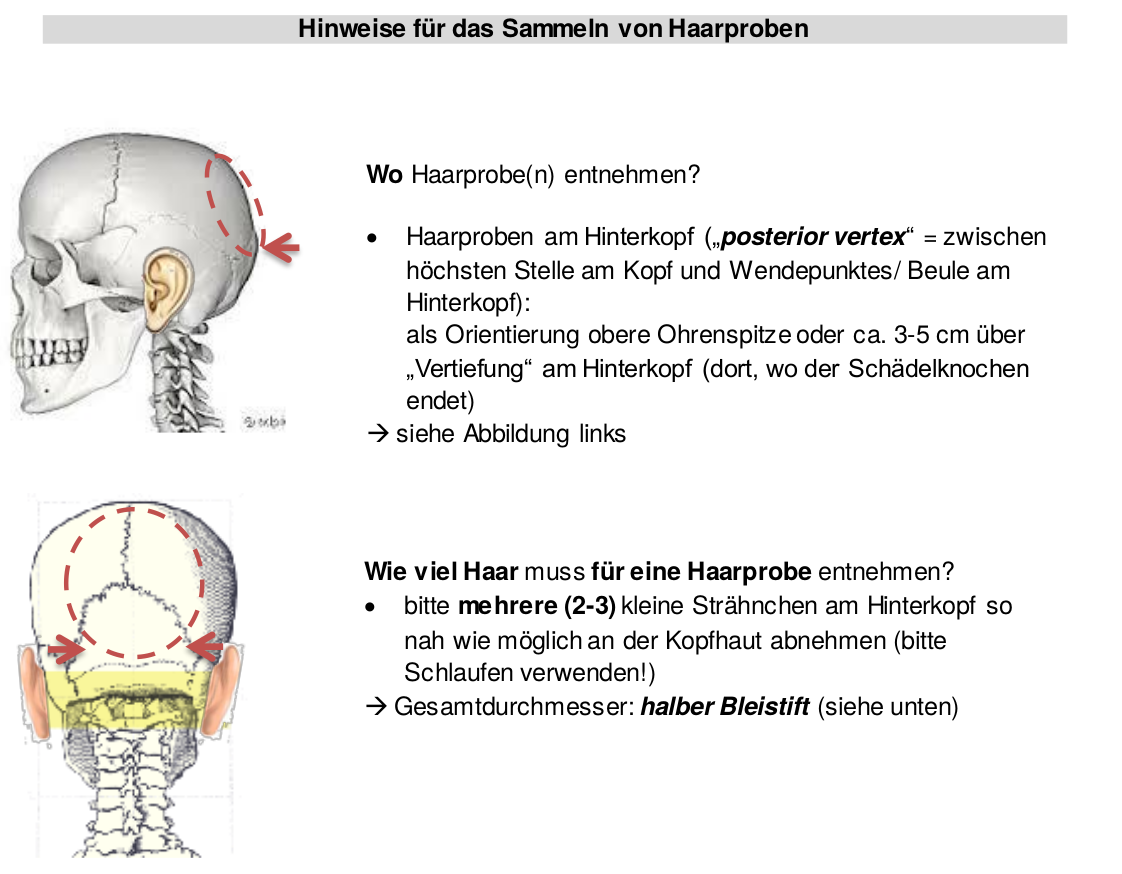 Hinweise für das Sammeln von Haarproben
Wo Haarprobe(n) entnehmen?
• Haarproben am Hinterkopf („posterior vertex“ = zwischen
höchsten Stelle am Kopf und Wendepunktes/ Beule am
Hinterkopf):
als Orientierung obere Ohrenspitze oder ca. 3-5 cm über
„Vertiefung“ am Hinterkopf (dort, wo der Schädelknochen
endet)
→ siehe Abbildung links
Wie viel Haar muss für eine Haarprobe entnehmen?
• bitte mehrere (2-3) kleine Strähnchen am Hinterkopf so
nah wie möglich an der Kopfhaut abnehmen (bitte
Schlaufen verwenden!)
→ Gesamtdurchmesser: halber Bleistift (siehe unten)